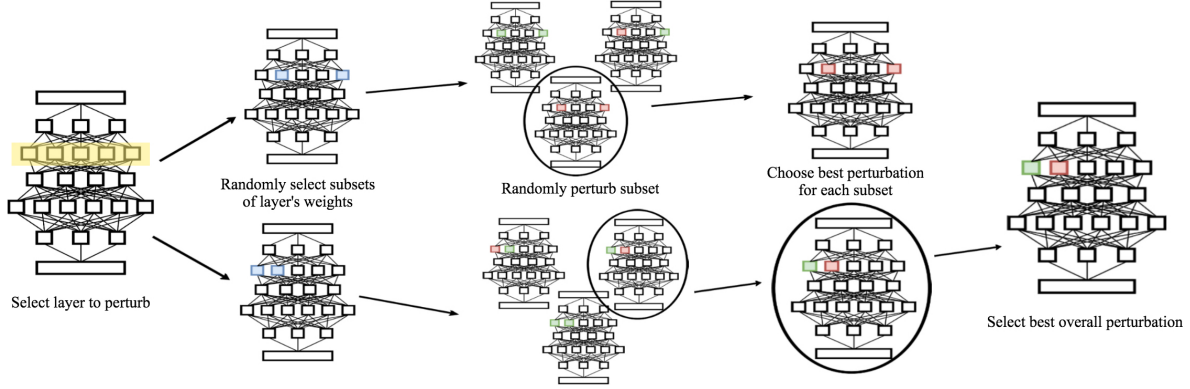 Select layer to perturb
Randomly select subsets
of layer's weights
Randomly perturb subset
Choose best perturbation
for each subset
Select best overall perturbation